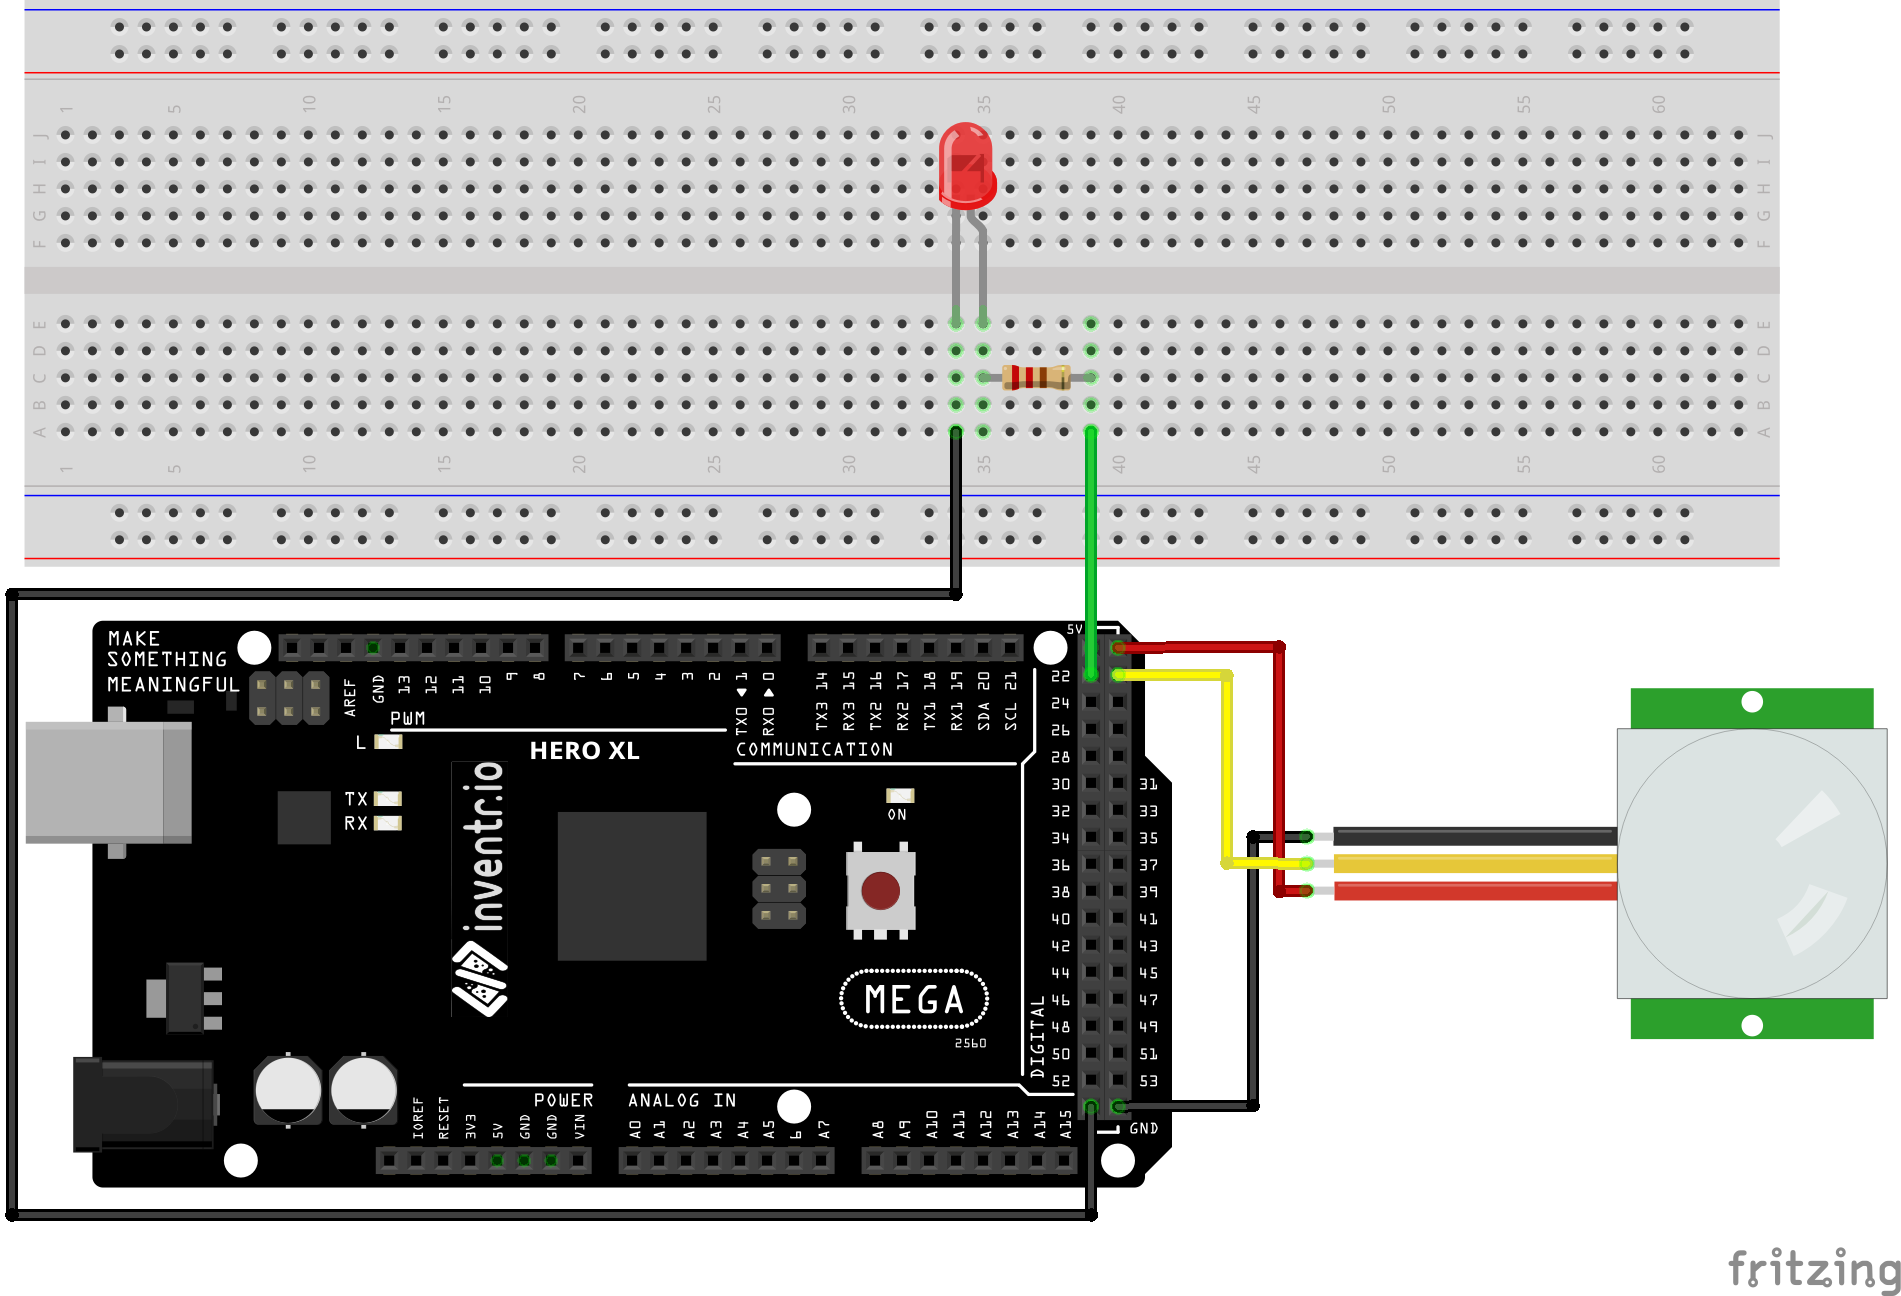 1 5 10 15 20 25 30 35 40 45 50 55 60
J J
I I
H H
G G
F F
E E
D D
C C
B B
A A
1 5 10 15 20 25 30 35 40 45 50 55 60
MAKE
SOMETHING
MEANINGFUL
5V
AREF GND 13 12 11 10 9 8 7 6 5 4 3 2 TX0 1 RX0 0 TX3 14 RX3 15 TX2 16 RX2 17 TX1 18 RX1 19 SDA 20 SCL 21
PWM
L
HERO XL
COMMUNICATION
TX
RX
ON
inventr.io
MEGA
2560
DIGITAL
22
24
26
28
30 31
32 33
34 35
36 37
38 39
40 41
42 43
44 45
46 47
48 49
50 51
52 53
GND
POWER
ANALOG IN
IOREF RESET 3V3 5V GND GND VIN A0 A1 A2 A3 A4 A5 6 A7 A8 A9 A10 A11 A12 A13 A14 A15
fritzing